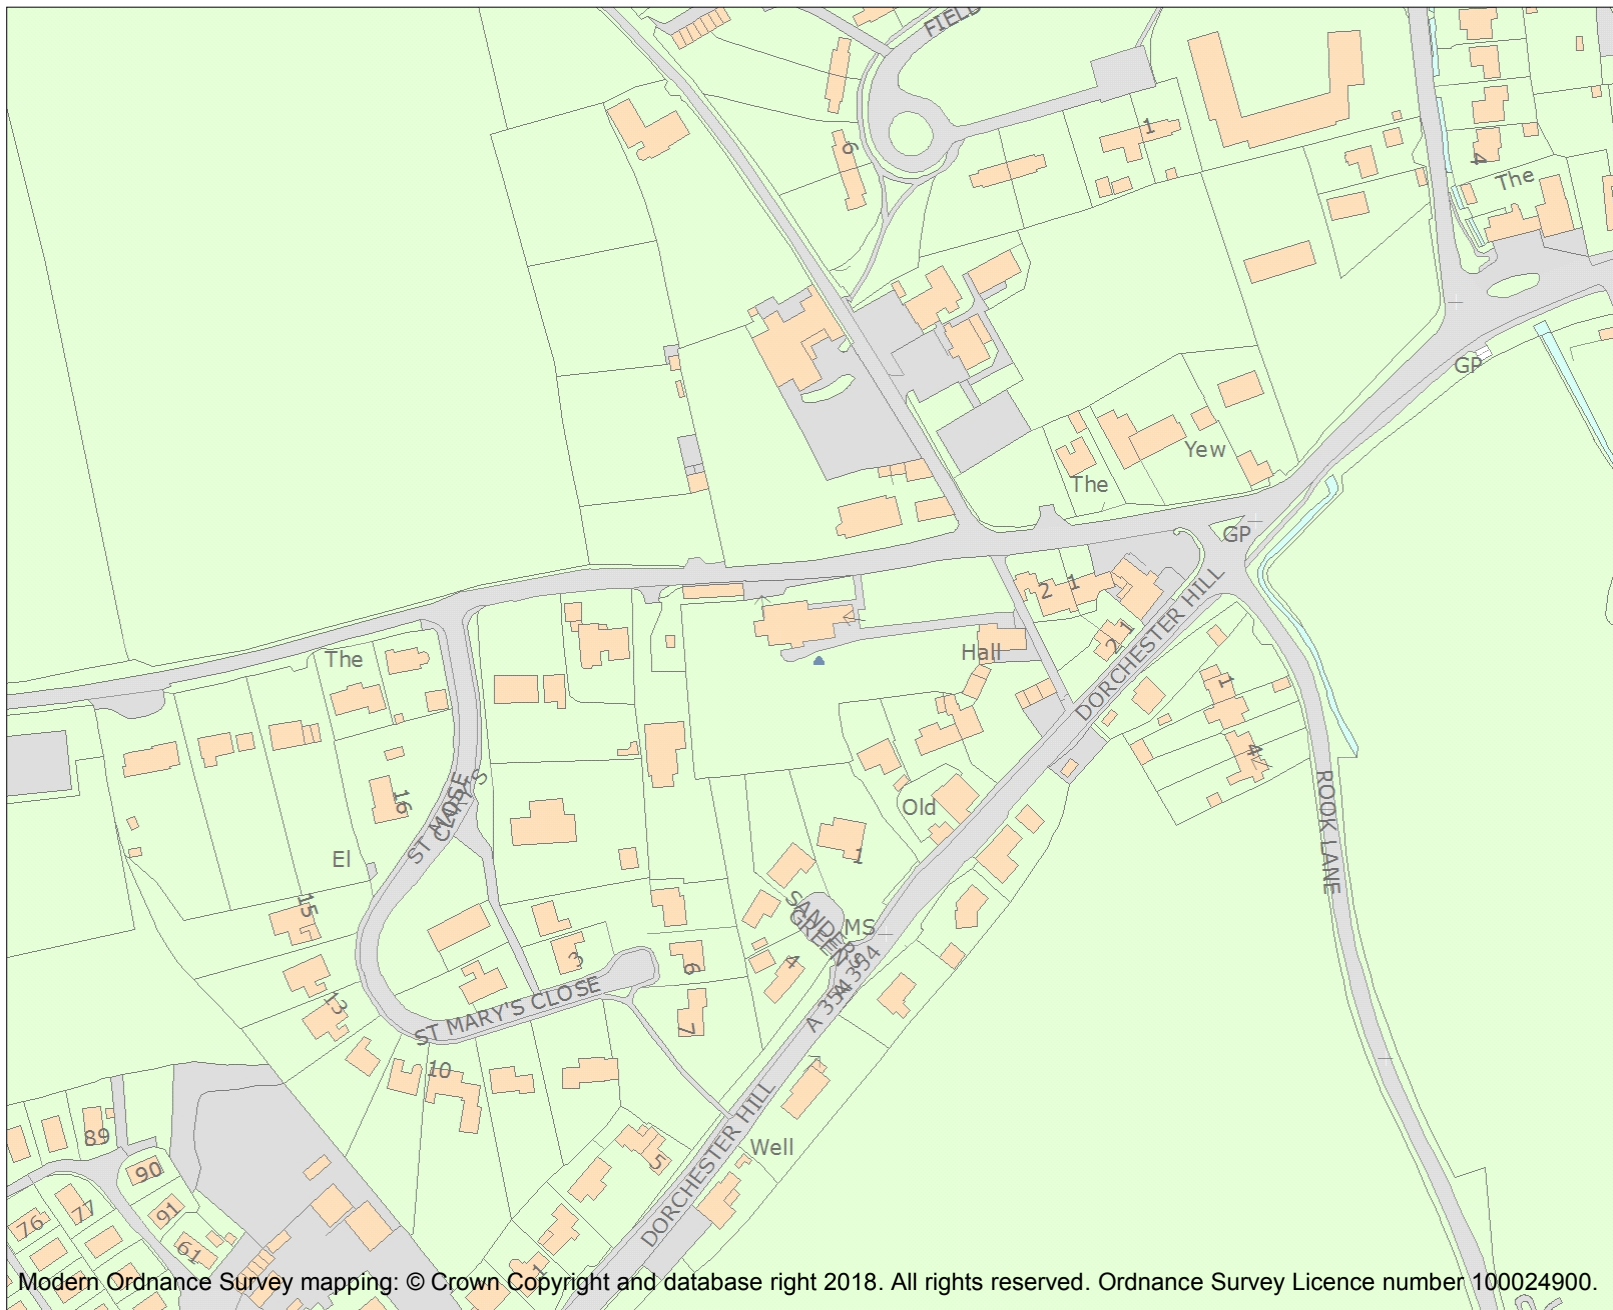 FIELD
1
6
4
The
GP
Yew
The
GP
2 1
DORCHESTER HILL
2 1
Hall
The
1
4
ST MARY'S
CLOSE
16
Old
ROOK LANE
El
1
15
SANDERS
GREEN
MS
3
6
4
A 354
A 354
13
ST MARY'S CLOSE
7
10
DORCHESTER HILL
89
Well
5
90
77
91
76
61
1
Modern Ordnance Survey mapping: © Crown Copyright and database right 2018. All rights reserved. Ordnance Survey Licence number 100024900.